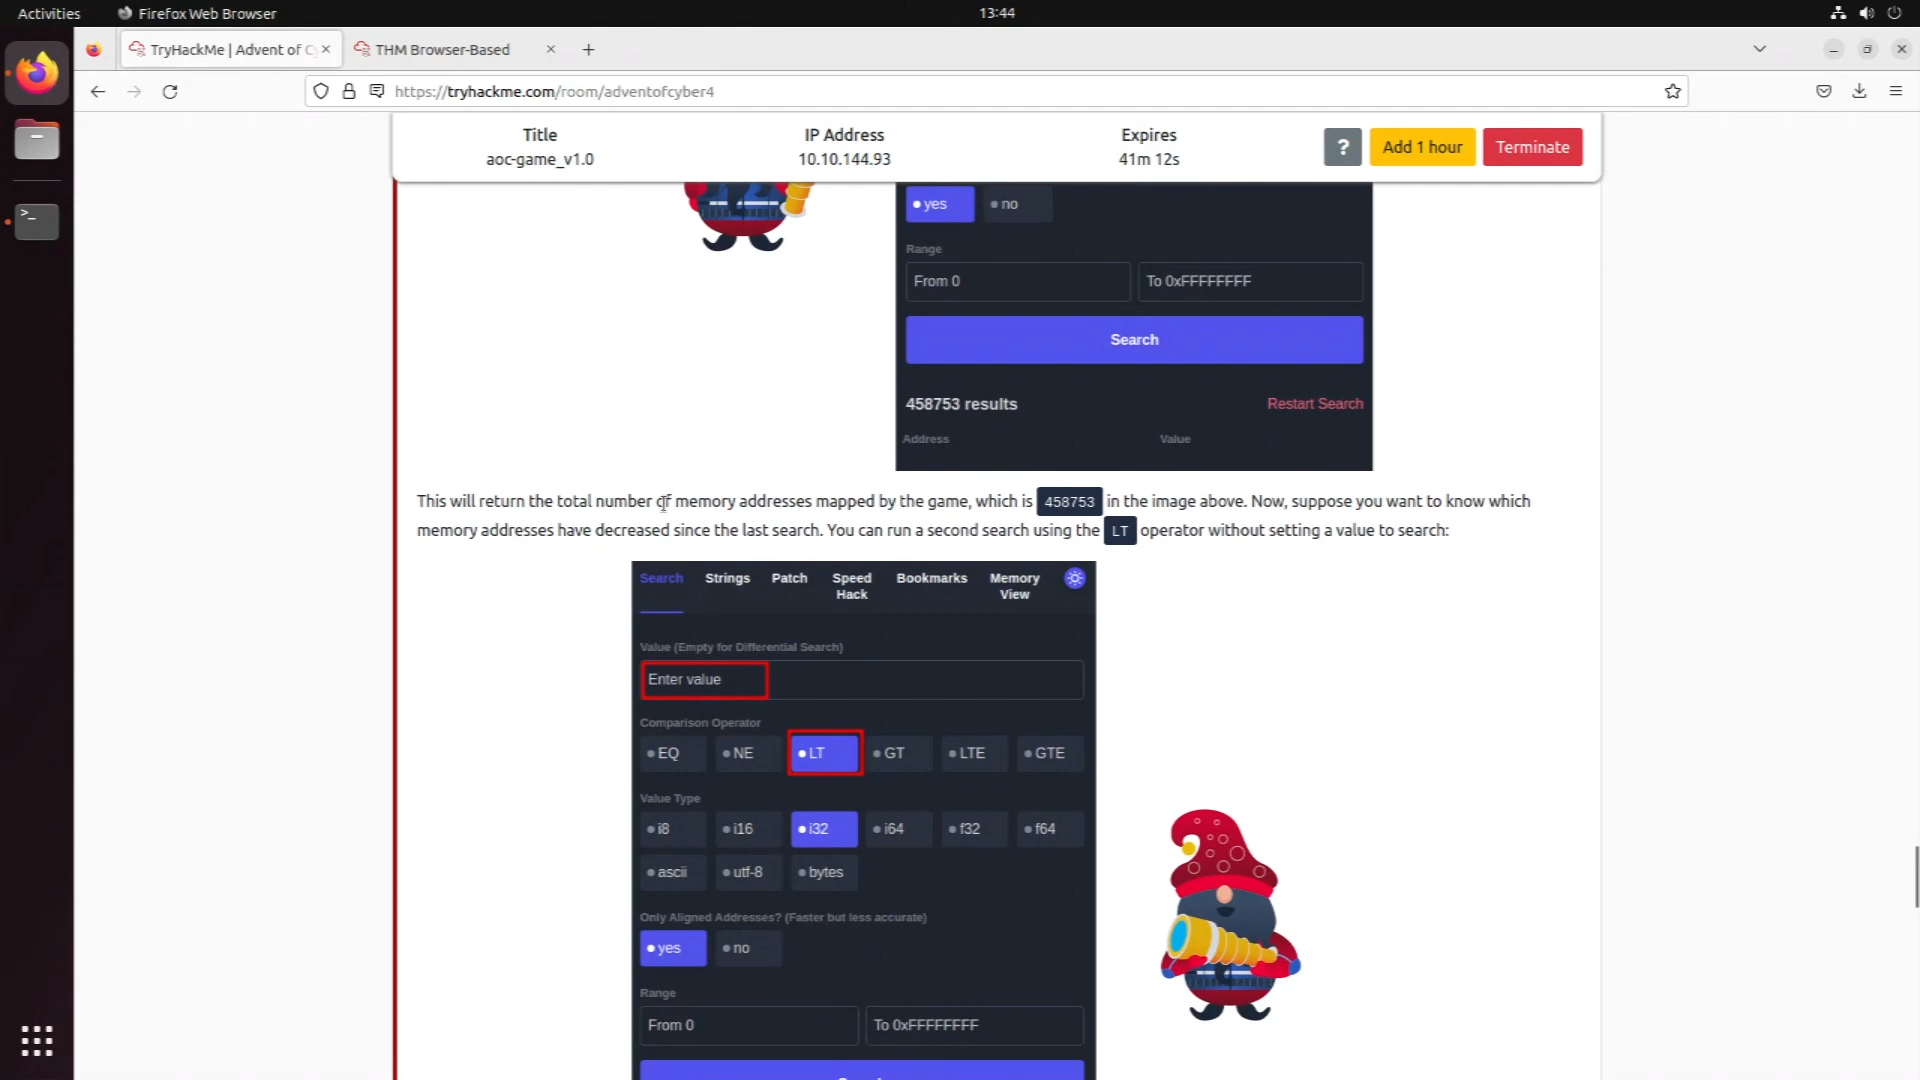 Activities
Firefox Web Browser
13:44
TryHackMe | Advent of Cy
THM Browser-Based
https://tryhackme.com/room/adventofcyber4
Title
IP Address
Expires
aoc-game_v1.0
10.10.144.93
41m 12s
?
Add 1 hour
Terminate
yes
no
Range
From 0
To 0xFFFFFFFF
Search
458753 results
Restart Search
Address
Value
This will return the total number of memory addresses mapped by the game, which is 458753 in the image above. Now, suppose you want to know which
memory addresses have decreased since the last search. You can run a second search using the LT operator without setting a value to search:
Search
Strings
Patch
Speed
Hack
Bookmarks
Memory
View
Value (Empty for Differential Search)
Enter value
Comparison Operator
EQ
NE
LT
GT
LTE
GTE
Value Type
i8
i16
i32
i64
f32
f64
ascii
utf-8
bytes
Only Aligned Addresses? (Faster but less accurate)
yes
no
Range
From 0
To 0xFFFFFFFF